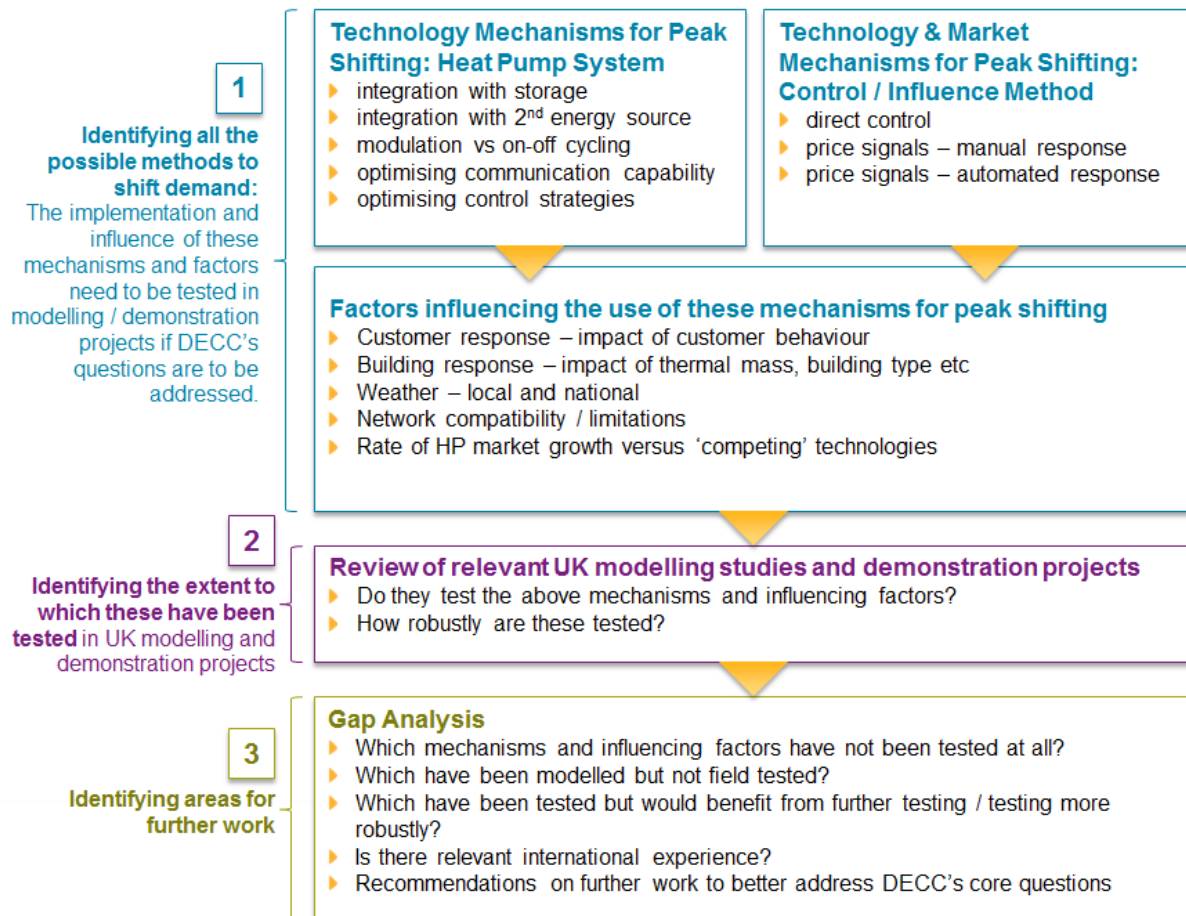 1
Identifying all the
possible methods to
shift demand:
The implementation and
influence of these
mechanisms and factors
need to be tested in
modelling / demonstration
projects if DECC's
questions are to be
addressed.
Technology Mechanisms for Peak
Shifting: Heat Pump System
integration with storage
integration with 2nd energy source
modulation vs on-off cycling
optimising communication capability
optimising control strategies
Technology & Market
Mechanisms for Peak Shifting:
Control / Influence Method
direct control
price signals – manual response
price signals – automated response
Factors influencing the use of these mechanisms for peak shifting
Customer response – impact of customer behaviour
Building response – impact of thermal mass, building type etc
Weather – local and national
Network compatibility / limitations
Rate of HP market growth versus ‘competing’ technologies
2
Identifying the extent to
which these have been
tested in UK modelling and
demonstration projects
Review of relevant UK modelling studies and demonstration projects
Do they test the above mechanisms and influencing factors?
How robustly are these tested?
3
Identifying areas for
further work
Gap Analysis
Which mechanisms and influencing factors have not been tested at all?
Which have been modelled but not field tested?
Which have been tested but would benefit from further testing / testing more
robustly?
Is there relevant international experience?
Recommendations on further work to better address DECC's core questions